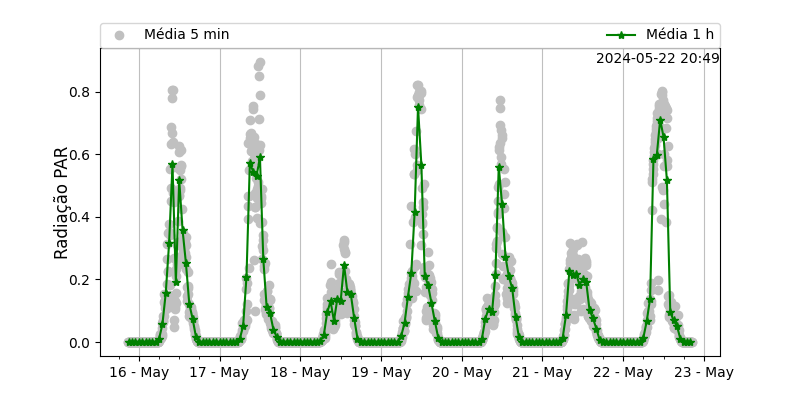 Média 5 min
Média 1 h
2024-05-22 20:49
Radiação PAR
0.8
0.6
0.4
0.2
0.0
16 - May
17 - May
18 - May
19 - May
20 - May
21 - May
22 - May
23 - May